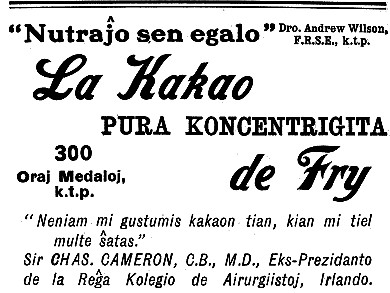 “Nutraĵo sen egalo” Dro. Andrew Wilson,
F.R.S.E., k.t.p.
La Kakao
PURA KONCENTRIGITA
300
Oraj Medaloj,
k.t.p.
de Fry
“Neniam mi gustumis kakaon tian, kian mi tiel
multe ŝatas.”
Sir CHAS. CAMERON, C.B., M.D., Eks-Prezidanto
de la Reĝa Kolegio de Airurgiistoj, Irlando.